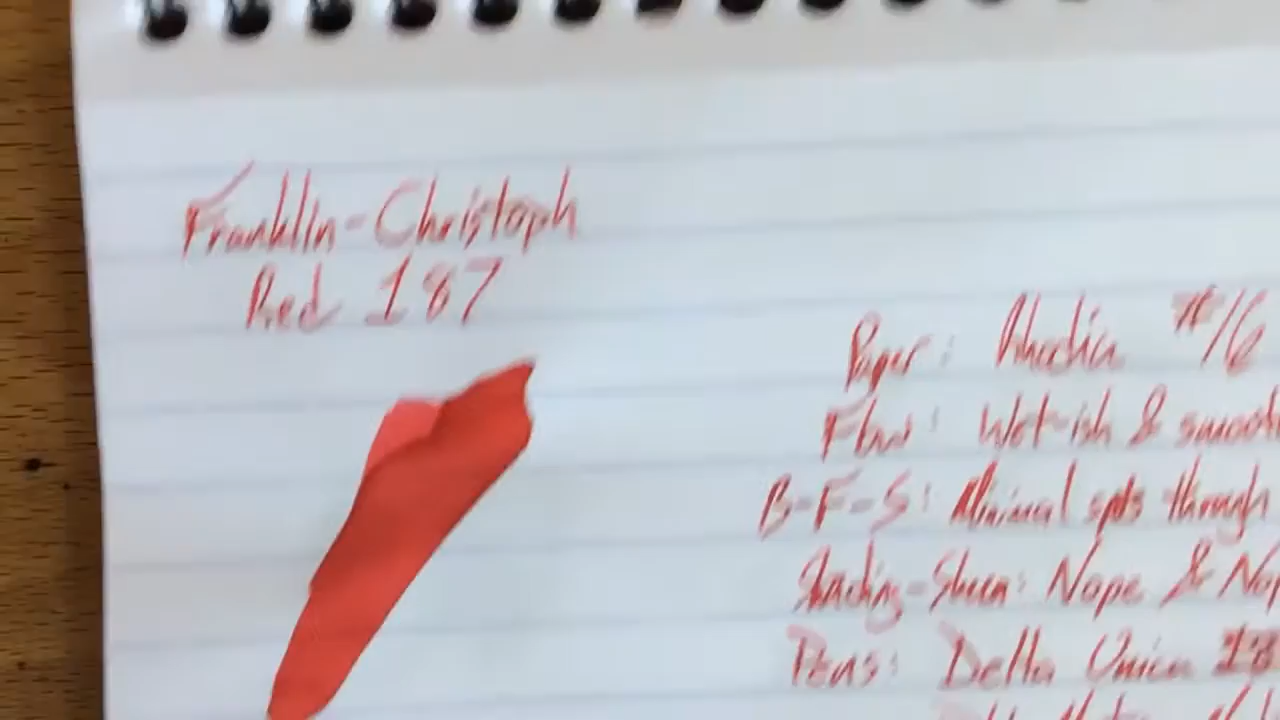 Franklin-Christoph
Red 187
Paper: Rhodia #16
Flow: Wet-ish & smooth
B-F-S: Minimal spots through
Shading-Sheen: Nope & Nop
Pens: Delta Unica